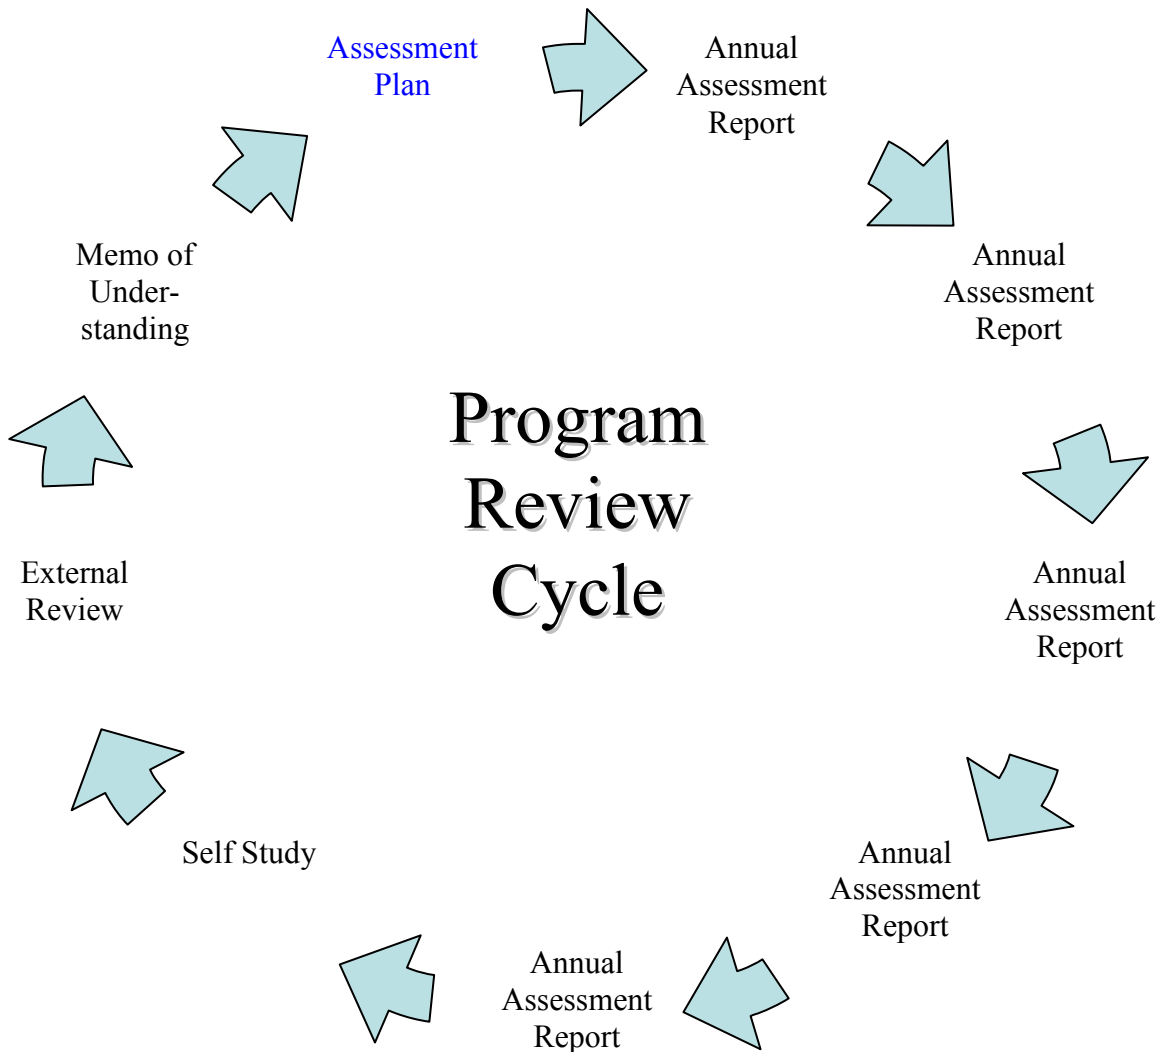 Assessment
Plan
Annual
Assessment
Report
Annual
Assessment
Report
Annual
Assessment
Report
Annual
Assessment
Report
Annual
Assessment
Report
Self Study
External
Review
Memo of
Under-
standing
Program
Review
Cycle